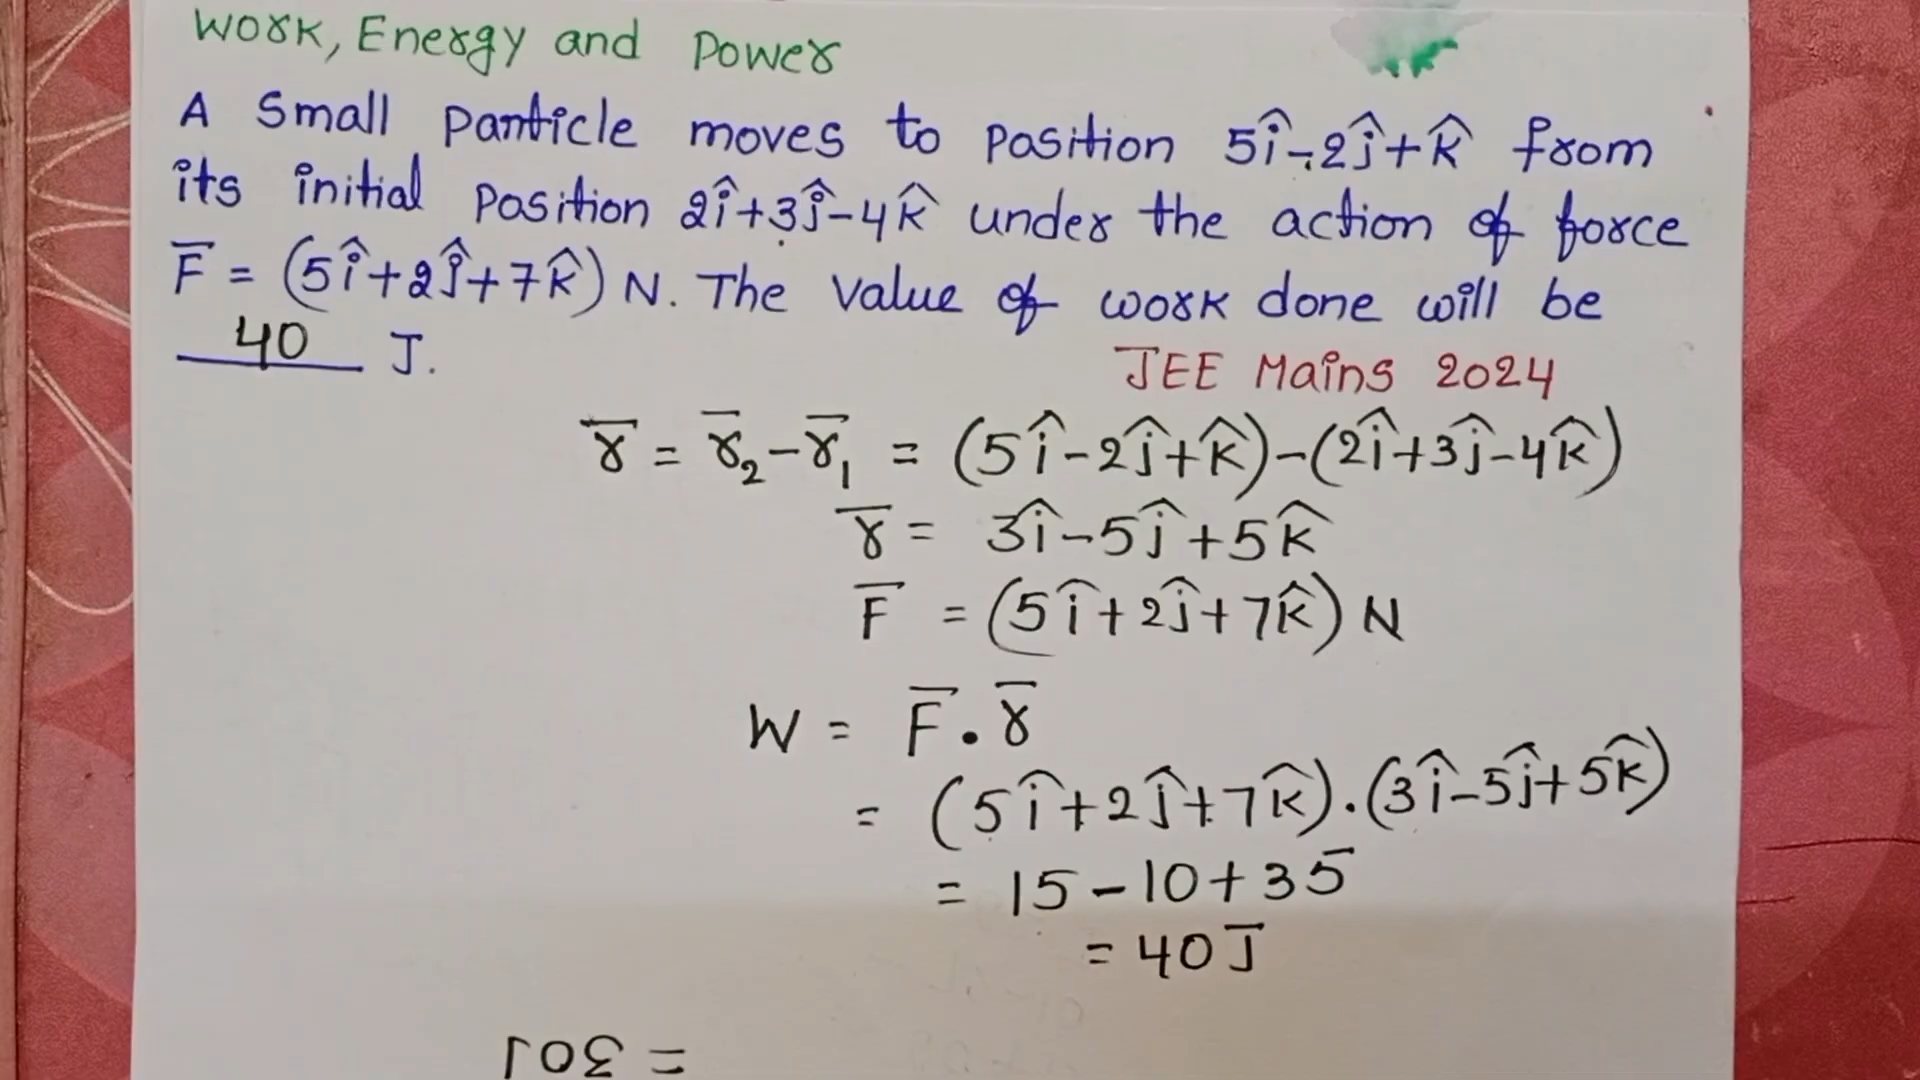 Work, Energy and Power
A Small Particle moves to Position 5î-2ĵ+k̂ from
its initial Position 2î+3ĵ-4k̂ under the action of force
F̅ = (5î+2ĵ+7k̂) N. The Value of work done will be
40 J.
JEE Mains 2024
r̅ = r̅₂-r̅₁ = (5î-2ĵ+k̂)-(2î+3ĵ-4k̂)
r̅ = 3î-5ĵ+5k̂
F̅ = (5î+2ĵ+7k̂) N
W = F̅.r̅
= (5î+2ĵ+7k̂).(3î-5ĵ+5k̂)
= 15-10+35
= 40J
= 30J